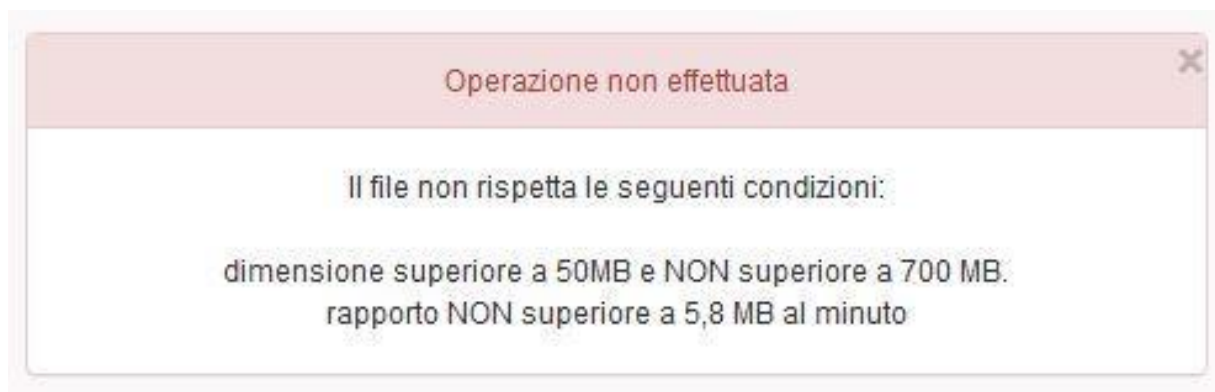 Operazione non effettuata
Il file non rispetta le seguenti condizioni:
dimensione superiore a 50MB e NON superiore a 700 MB.
rapporto NON superiore a 5,8 MB al minuto